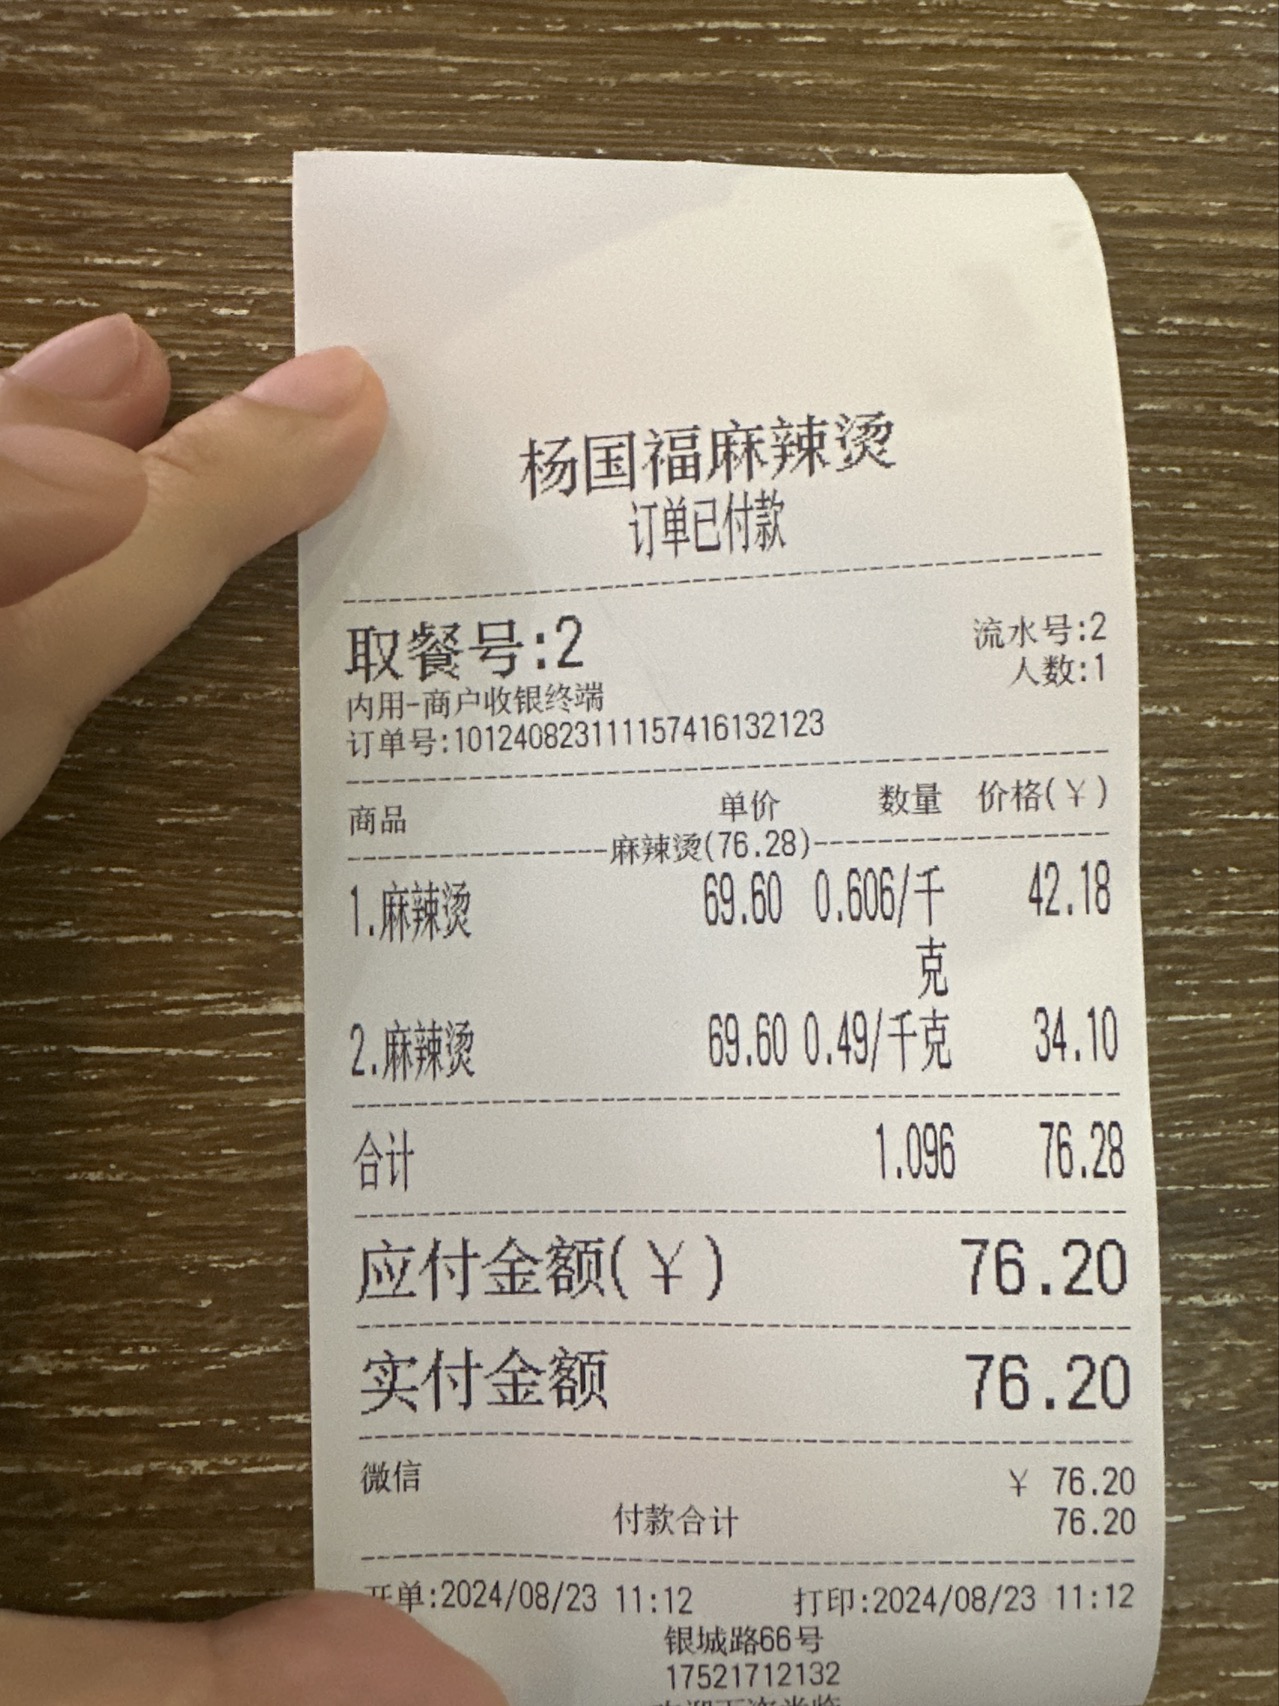 杨国福麻辣烫
订单已付款
取餐号:2
流水号:2
人数:1
内用-商户收银终端
订单号:101240823111157416132123
商品 单价 数量 价格(￥)
麻辣烫(76.28)
1.麻辣烫 69.60 0.606/千克 42.18
2.麻辣烫 69.60 0.49/千克 34.10
合计 1.096 76.28
应付金额(￥) 76.20
实付金额 76.20
微信 ￥ 76.20
付款合计 76.20
开单:2024/08/23 11:12 打印:2024/08/23 11:12
银城路66号
17521712132